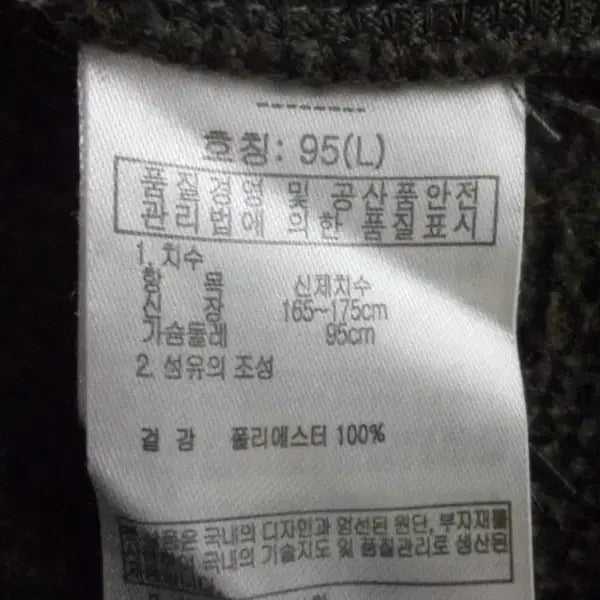 호칭: 95(L)
품질경영 및 공산품안전
관리법에 의한 품질표시
1. 치수
항 목 신체치수
신 장 165~175cm
가슴둘레 95cm
2. 섬유의 조성
겉 감 폴리에스터 100%
국내의 디자인과 엄선된 원단, 부자재를
국내의 기술지도 및 품질관리로 생산된